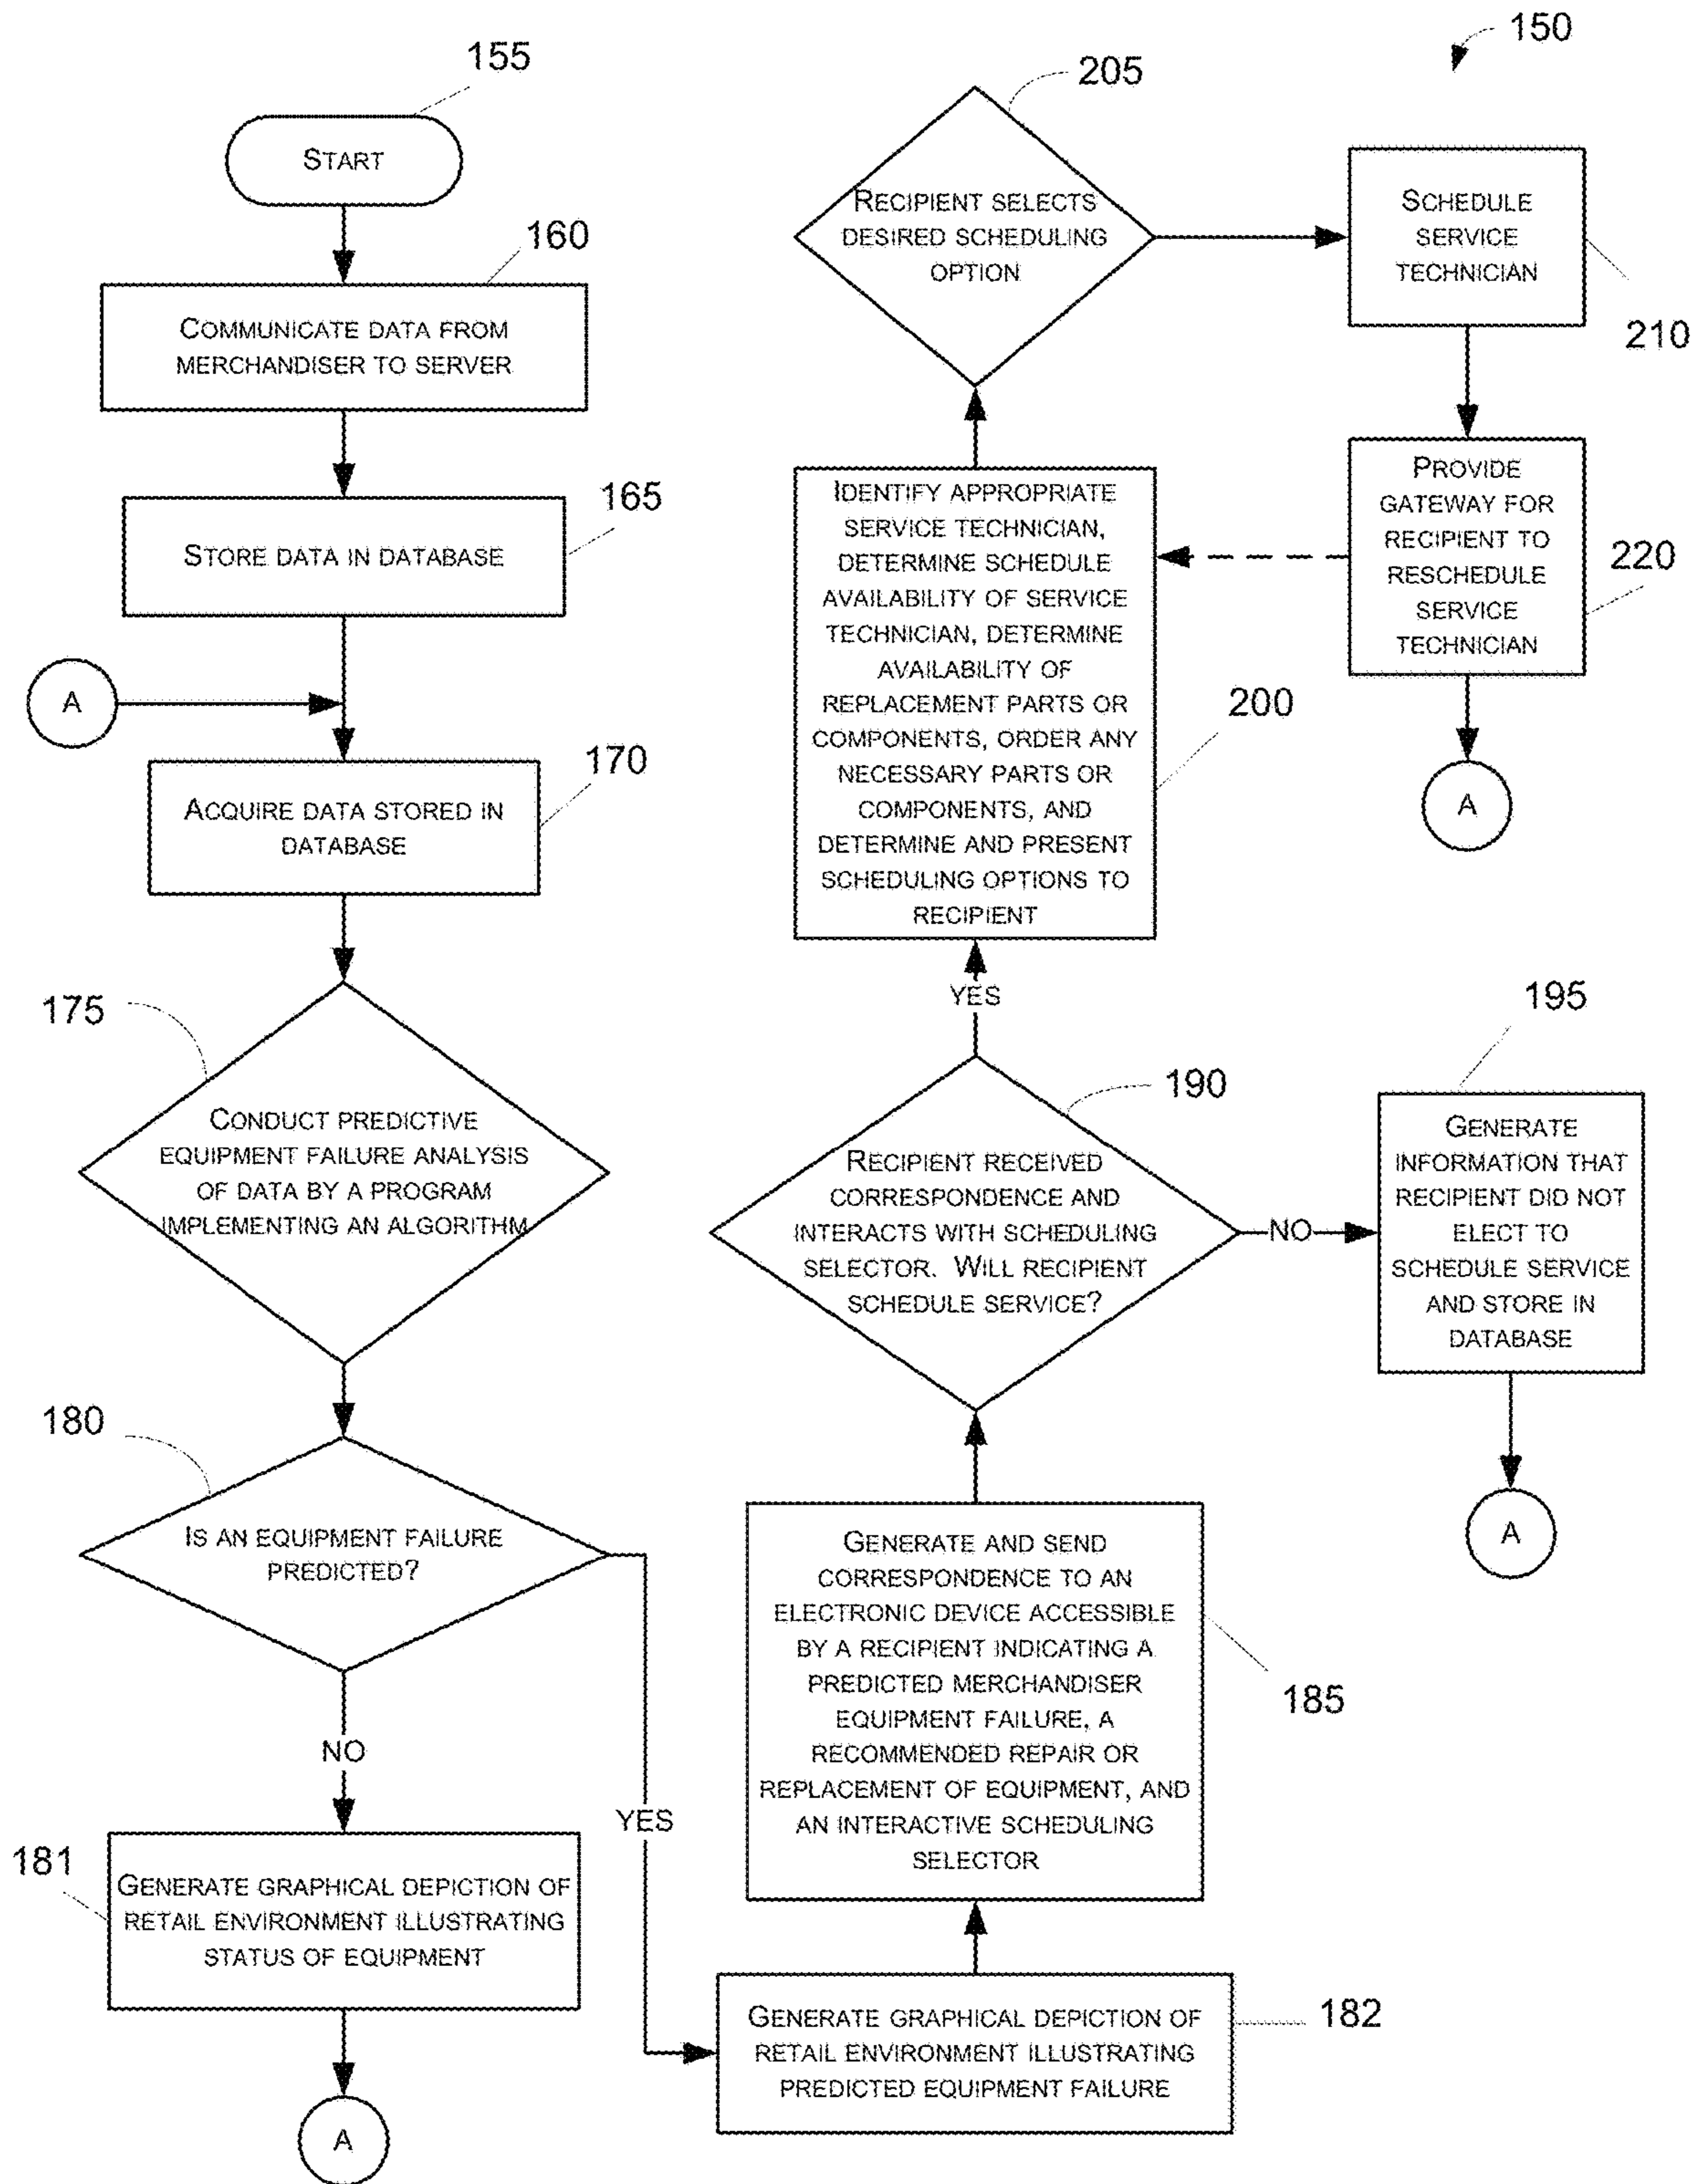 155
START
160
COMMUNICATE DATA FROM
MERCHANDISER TO SERVER
165
STORE DATA IN DATABASE
A
170
ACQUIRE DATA STORED IN
DATABASE
175
CONDUCT PREDICTIVE
EQUIPMENT FAILURE ANALYSIS
OF DATA BY A PROGRAM
IMPLEMENTING AN ALGORITHM
180
IS AN EQUIPMENT FAILURE
PREDICTED?
NO
YES
181
GENERATE GRAPHICAL DEPICTION OF
RETAIL ENVIRONMENT ILLUSTRATING
STATUS OF EQUIPMENT
A
182
GENERATE GRAPHICAL DEPICTION OF
RETAIL ENVIRONMENT ILLUSTRATING
PREDICTED EQUIPMENT FAILURE
185
GENERATE AND SEND
CORRESPONDENCE TO AN
ELECTRONIC DEVICE ACCESSIBLE
BY A RECIPIENT INDICATING A
PREDICTED MERCHANDISER
EQUIPMENT FAILURE, A
RECOMMENDED REPAIR OR
REPLACEMENT OF EQUIPMENT, AND
AN INTERACTIVE SCHEDULING
SELECTOR
190
RECIPIENT RECEIVED
CORRESPONDENCE AND
INTERACTS WITH SCHEDULING
SELECTOR. WILL RECIPIENT
SCHEDULE SERVICE?
NO
195
GENERATE
INFORMATION THAT
RECIPIENT DID NOT
ELECT TO
SCHEDULE SERVICE
AND STORE IN
DATABASE
A
YES
200
IDENTIFY APPROPRIATE
SERVICE TECHNICIAN,
DETERMINE SCHEDULE
AVAILABILITY OF SERVICE
TECHNICIAN, DETERMINE
AVAILABILITY OF
REPLACEMENT PARTS OR
COMPONENTS, ORDER ANY
NECESSARY PARTS OR
COMPONENTS, AND
DETERMINE AND PRESENT
SCHEDULING OPTIONS TO
RECIPIENT
205
RECIPIENT SELECTS
DESIRED SCHEDULING
OPTION
150
SCHEDULE
SERVICE
TECHNICIAN
210
PROVIDE
GATEWAY FOR
RECIPIENT TO
RESCHEDULE
SERVICE
TECHNICIAN
220
A